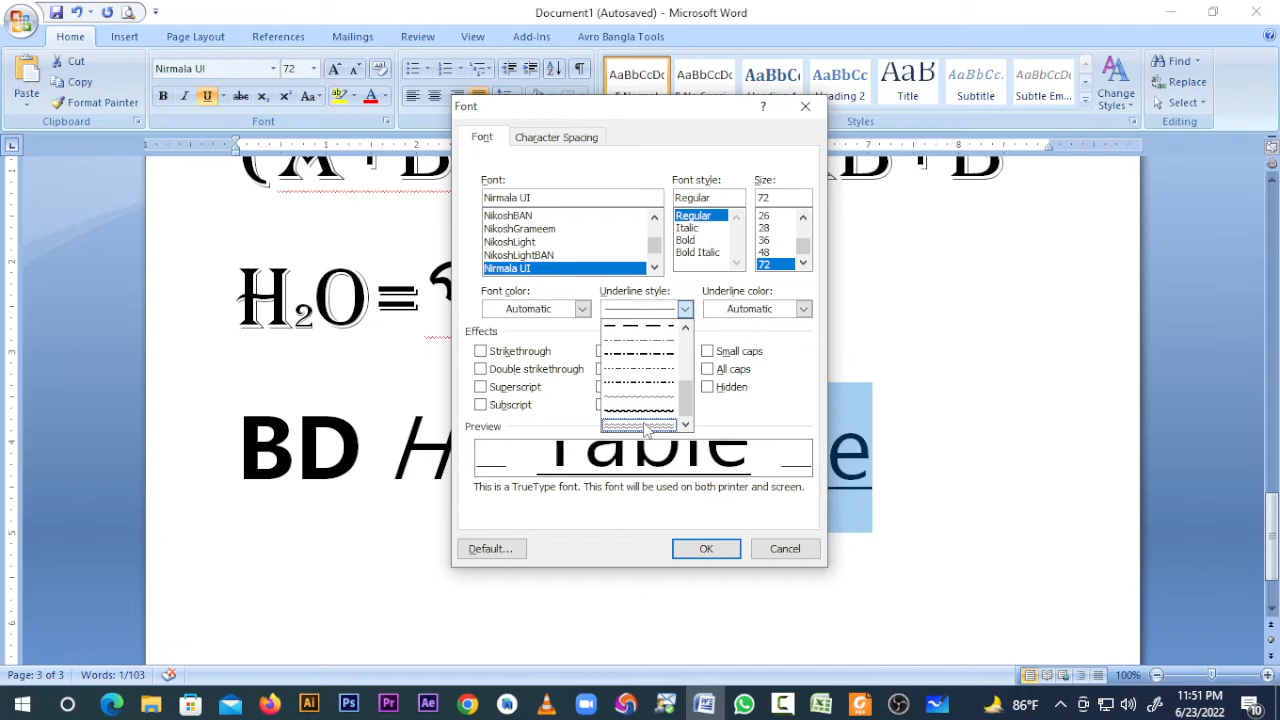 Document1 (Autosaved) - Microsoft Word
Home Insert Page Layout References Mailings Review View Add-Ins Avro Bangla Tools
Paste
Cut
Copy
Format Painter
Clipboard
Nirmala UI 72
Font
AaBbCcDc AaBbCcDc AaBbCc AaBbCc AaB AaBbCc. AaBbCcDc
Heading 2 Title Subtitle Subtle Em...
Styles
Change
Styles
Find
Replace
Select
Editing
H₂O≡
BD H
e
Font
Font Character Spacing
Font: Font style: Size:
Nirmala UI Regular 72
NikoshBAN
NikoshGrameem
NikoshLight
NikoshLightBAN
Nirmala UI
Regular
Italic
Bold
Bold Italic
26
28
36
48
72
Font color: Underline style: Underline color:
Automatic Automatic
Effects
Strikethrough Small caps
Double strikethrough All caps
Superscript Hidden
Subscript
Preview
Table
This is a TrueType font. This font will be used on both printer and screen.
Default... OK Cancel
Page: 3 of 3 Words: 1/103 100%
86°F
11:51 PM
6/23/2022